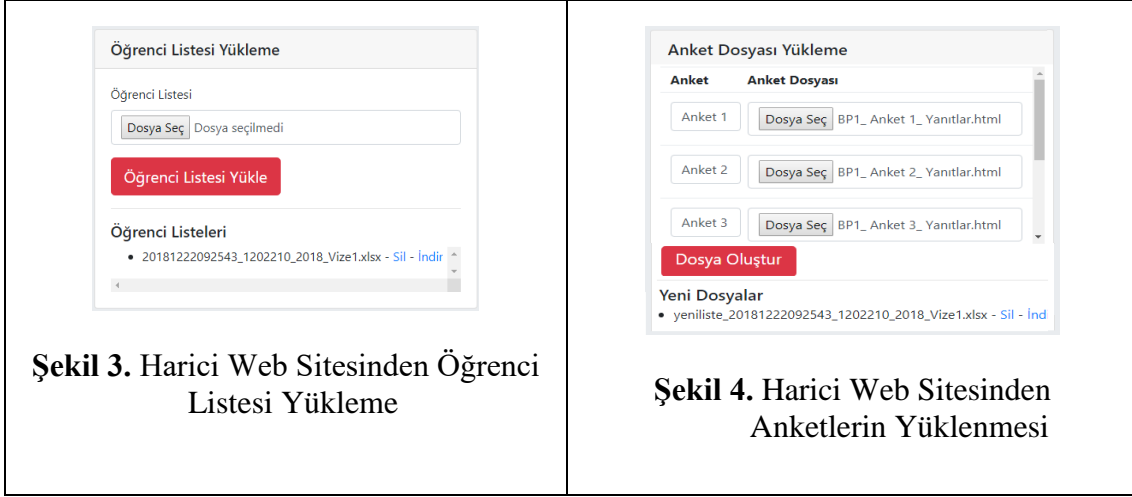 Öğrenci Listesi Yükleme
Öğrenci Listesi
Dosya Seç Dosya seçilmedi
Öğrenci Listesi Yükle
Öğrenci Listeleri
20181222092543_1202210_2018_Vize1.xlsx - Sil - İndir
Şekil 3. Harici Web Sitesinden Öğrenci
Listesi Yükleme
Anket Dosyası Yükleme
Anket Anket Dosyası
Anket 1 Dosya Seç BP1_ Anket 1_ Yanıtlar.html
Anket 2 Dosya Seç BP1_ Anket 2_ Yanıtlar.html
Anket 3 Dosya Seç BP1_ Anket 3_ Yanıtlar.html
Dosya Oluştur
Yeni Dosyalar
yeniliste_20181222092543_1202210_2018_Vize1.xlsx - Sil - İnd
Şekil 4. Harici Web Sitesinden
Anketlerin Yüklenmesi